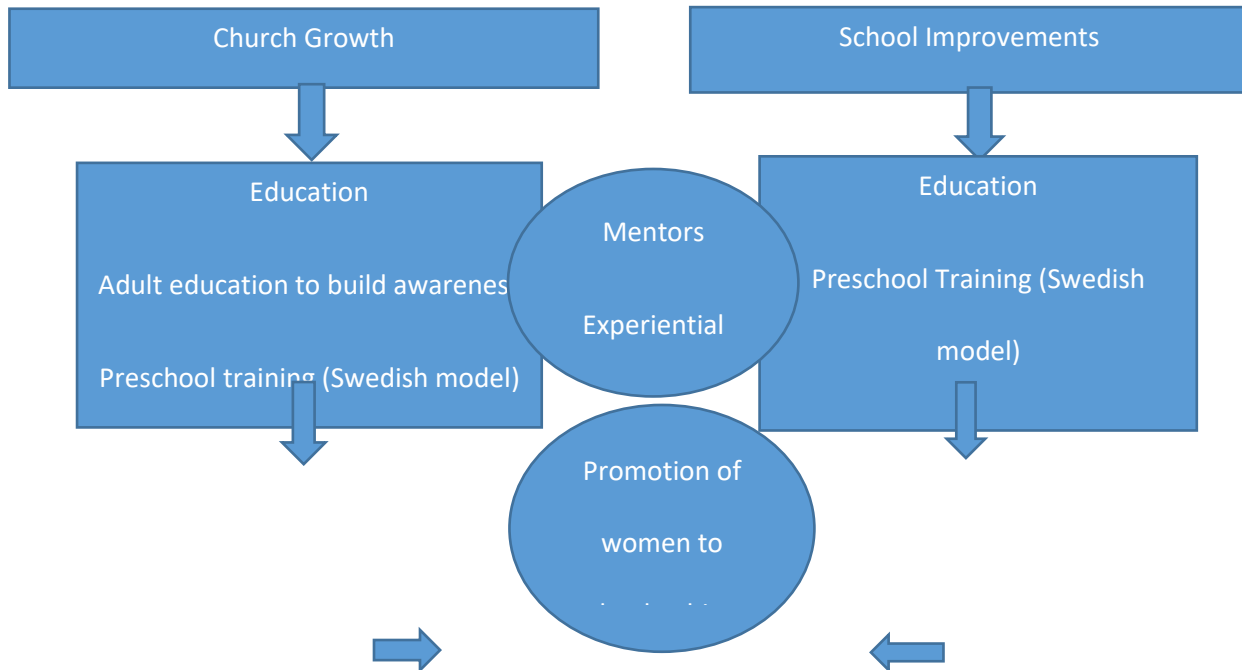 Church Growth
School Improvements
Education
Adult education to build awarenes
Preschool training (Swedish model)
Mentors
Experiential
Education
Preschool Training (Swedish
model)
Promotion of
women to